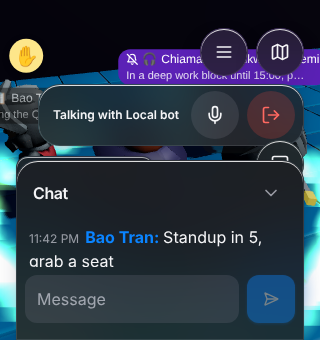 Chiama
In a deep work block until 15:00, p…
Bao T
Talking with Local bot
Chat
11:42 PM Bao Tran: Standup in 5,
grab a seat
Message